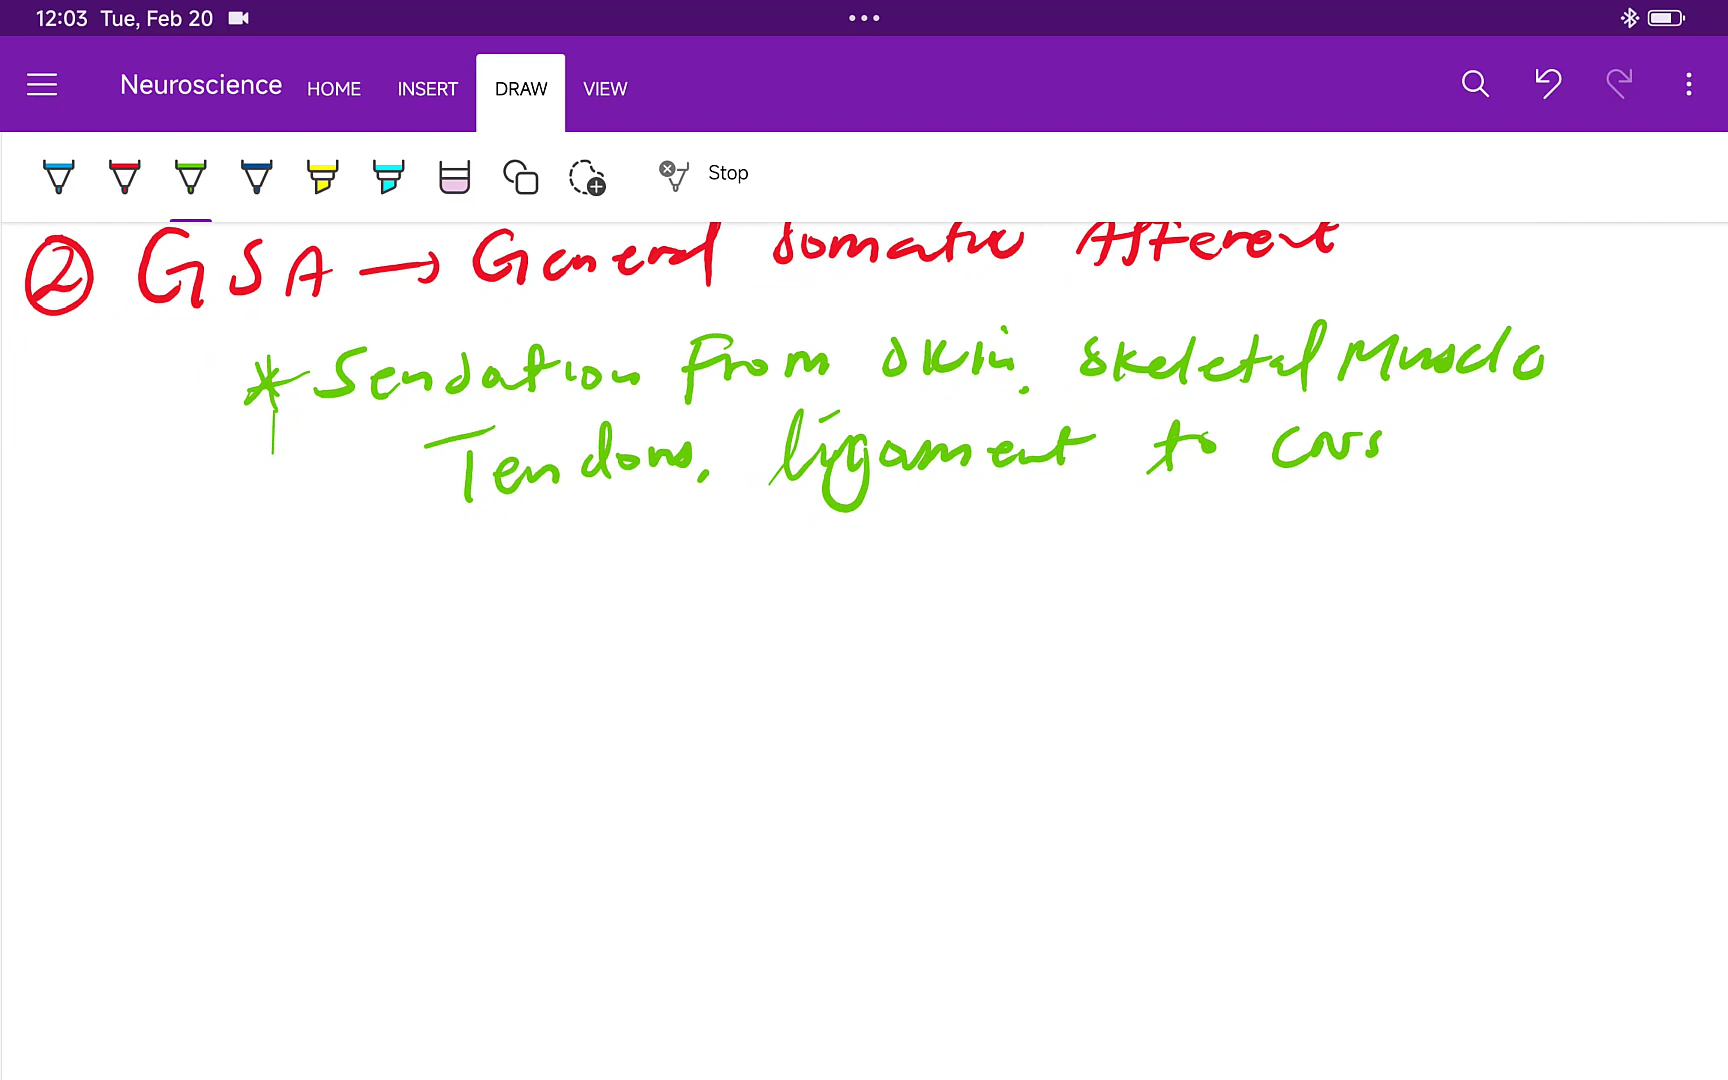 12:03 Tue, Feb 20
Neuroscience HOME INSERT DRAW VIEW
Stop
② GSA → General Somatic Afferent
* Sensation From skin, skeletal Muscle
Tendons, ligament to CNS